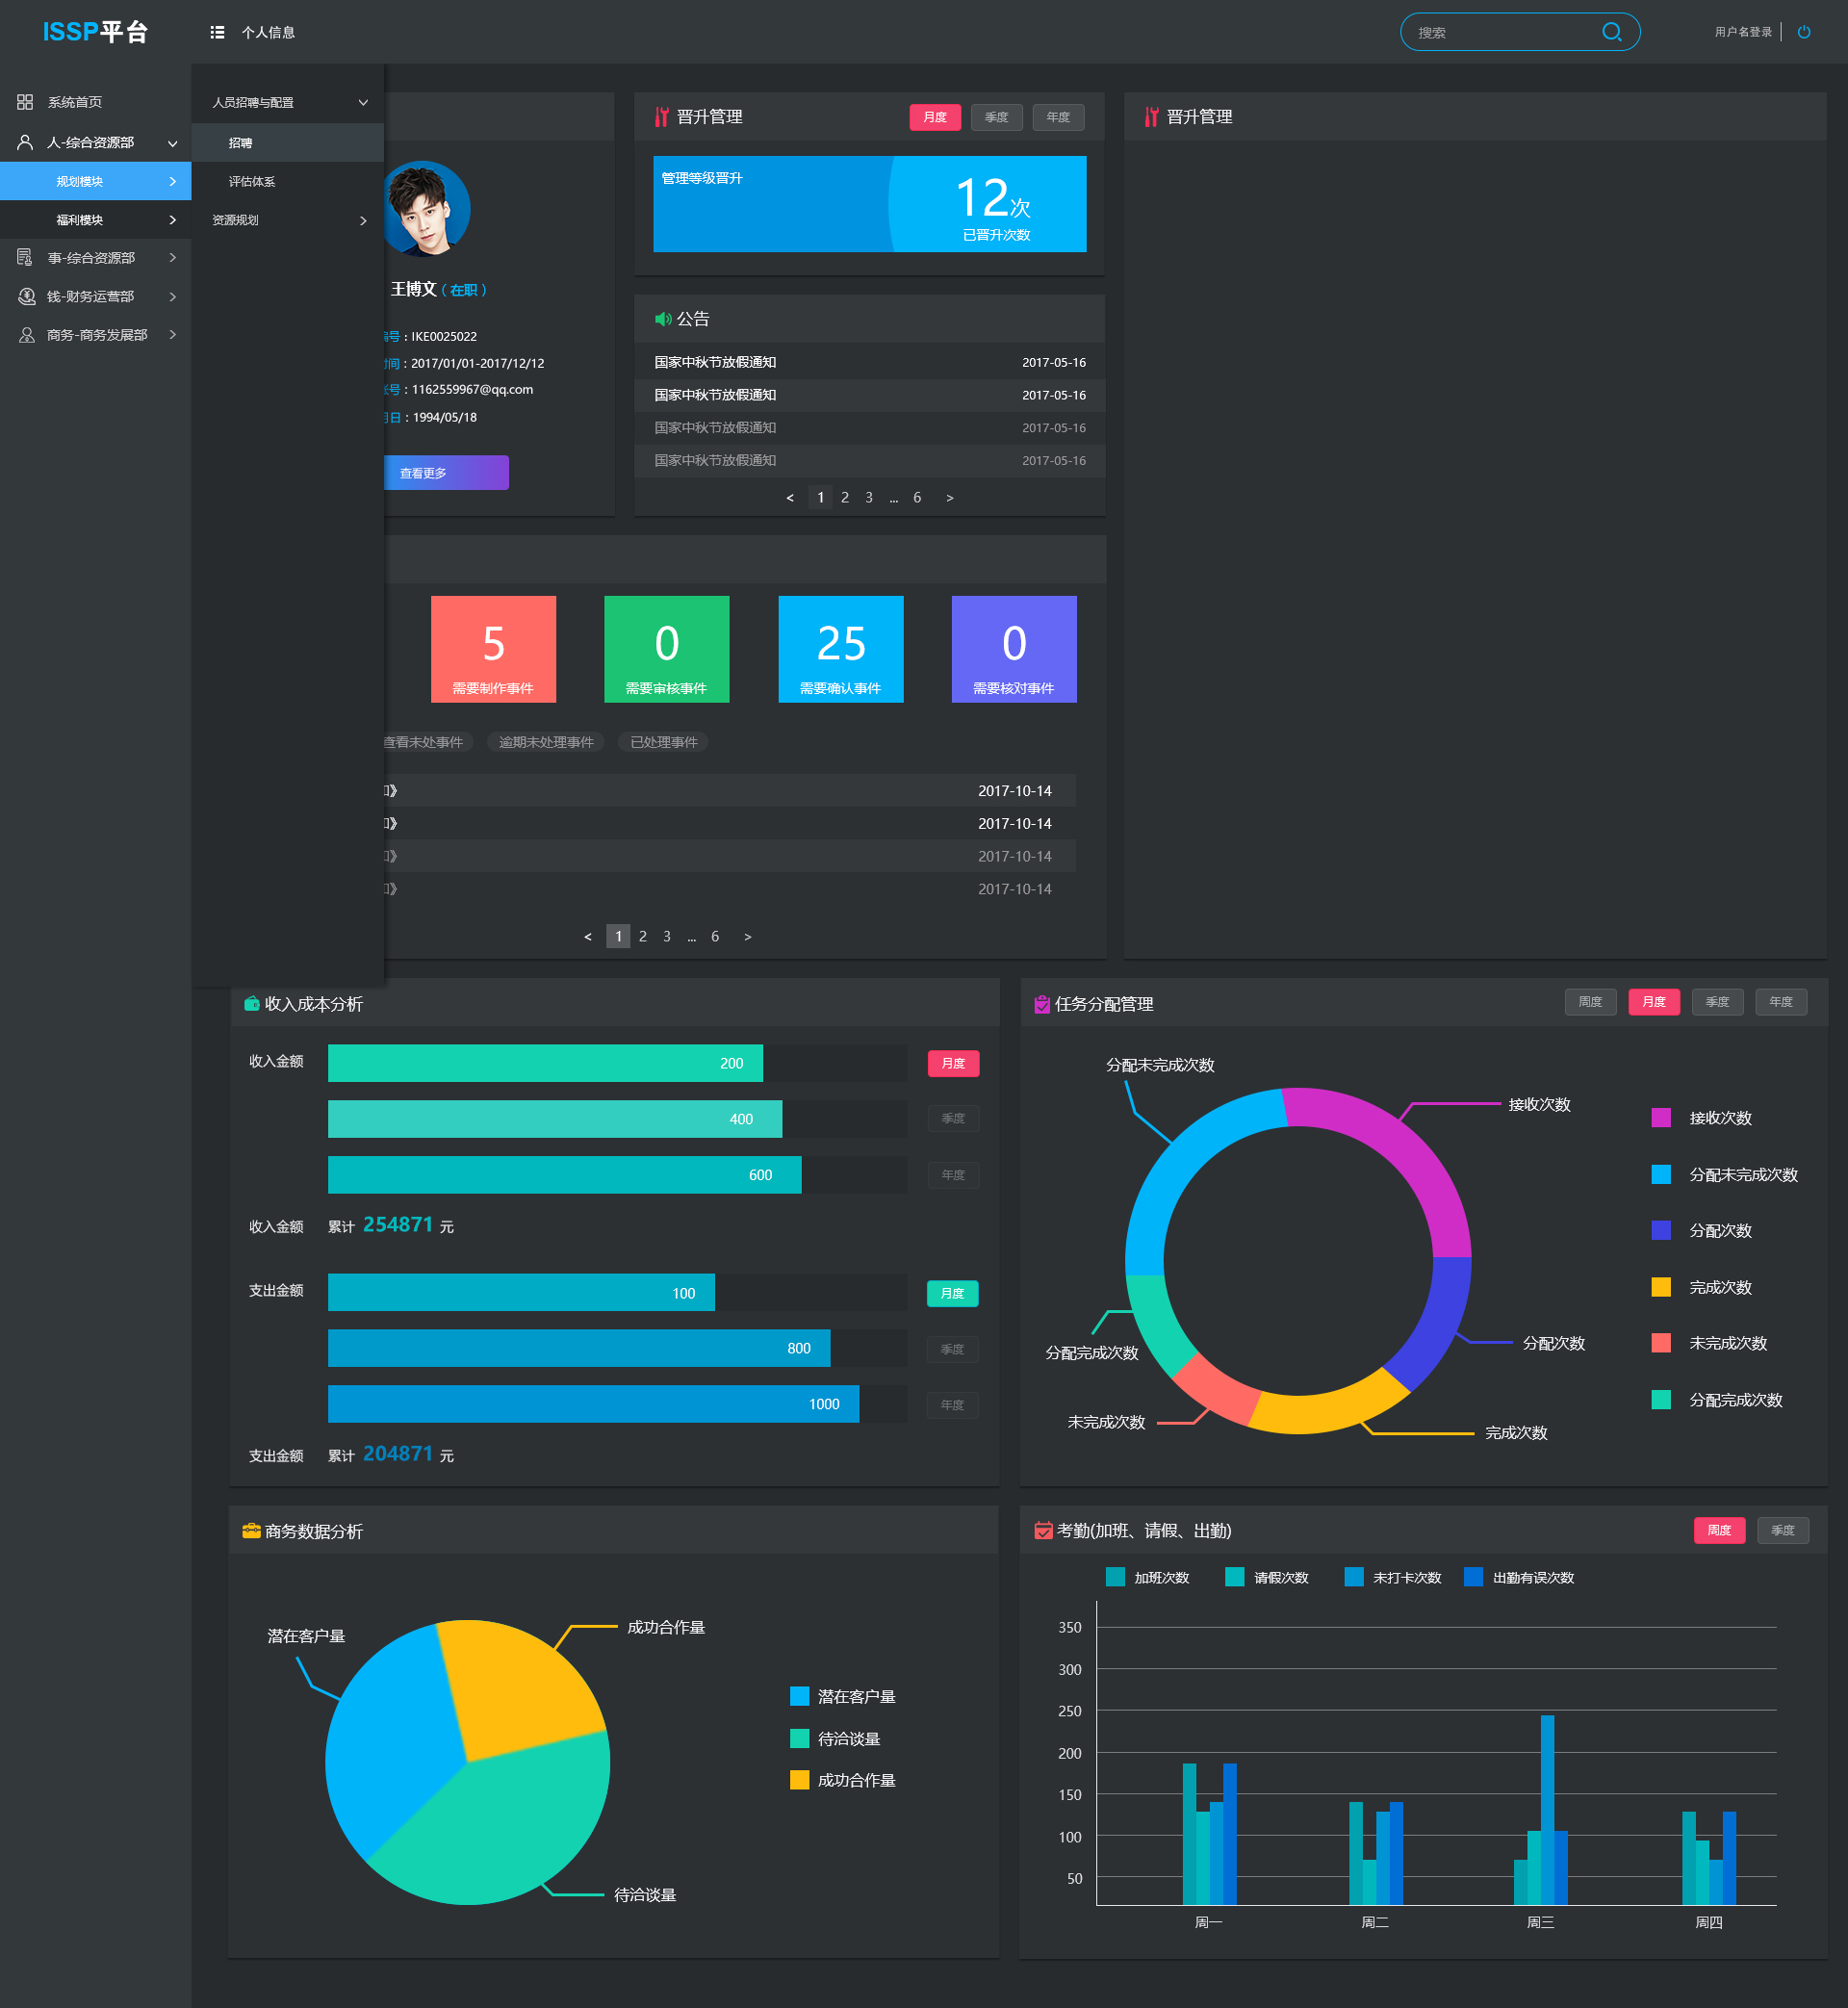 ISSP平台
个人信息
搜索
用户名登录
系统首页
人-综合资源部
规划模块
福利模块
事-综合资源部
钱-财务运营部
商务-商务发展部
人员招聘与配置
招聘
评估体系
资源规划
王博文(在职)
编号:IKE0025022
时间:2017/01/01-2017/12/12
账号:1162559967@qq.com
月日:1994/05/18
查看更多
晋升管理
月度 季度 年度
管理等级晋升
12次
已晋升次数
公告
国家中秋节放假通知 2017-05-16
国家中秋节放假通知 2017-05-16
国家中秋节放假通知 2017-05-16
国家中秋节放假通知 2017-05-16
< 1 2 3 ... 6 >
晋升管理
5
需要制作事件
0
需要审核事件
25
需要确认事件
0
需要核对事件
查看未处事件 逾期未处理事件 已处理事件
》 2017-10-14
》 2017-10-14
》 2017-10-14
》 2017-10-14
< 1 2 3 ... 6 >
收入成本分析
收入金额 200 月度
400 季度
600 年度
收入金额 累计 254871 元
支出金额 100 月度
800 季度
1000 年度
支出金额 累计 204871 元
任务分配管理
周度 月度 季度 年度
分配未完成次数
接收次数
分配次数
分配完成次数
未完成次数
完成次数
接收次数
分配未完成次数
分配次数
完成次数
未完成次数
分配完成次数
商务数据分析
潜在客户量
成功合作量
待洽谈量
潜在客户量
待洽谈量
成功合作量
考勤(加班、请假、出勤)
周度 季度
加班次数 请假次数 未打卡次数 出勤有误次数
350
300
250
200
150
100
50
周一 周二 周三 周四